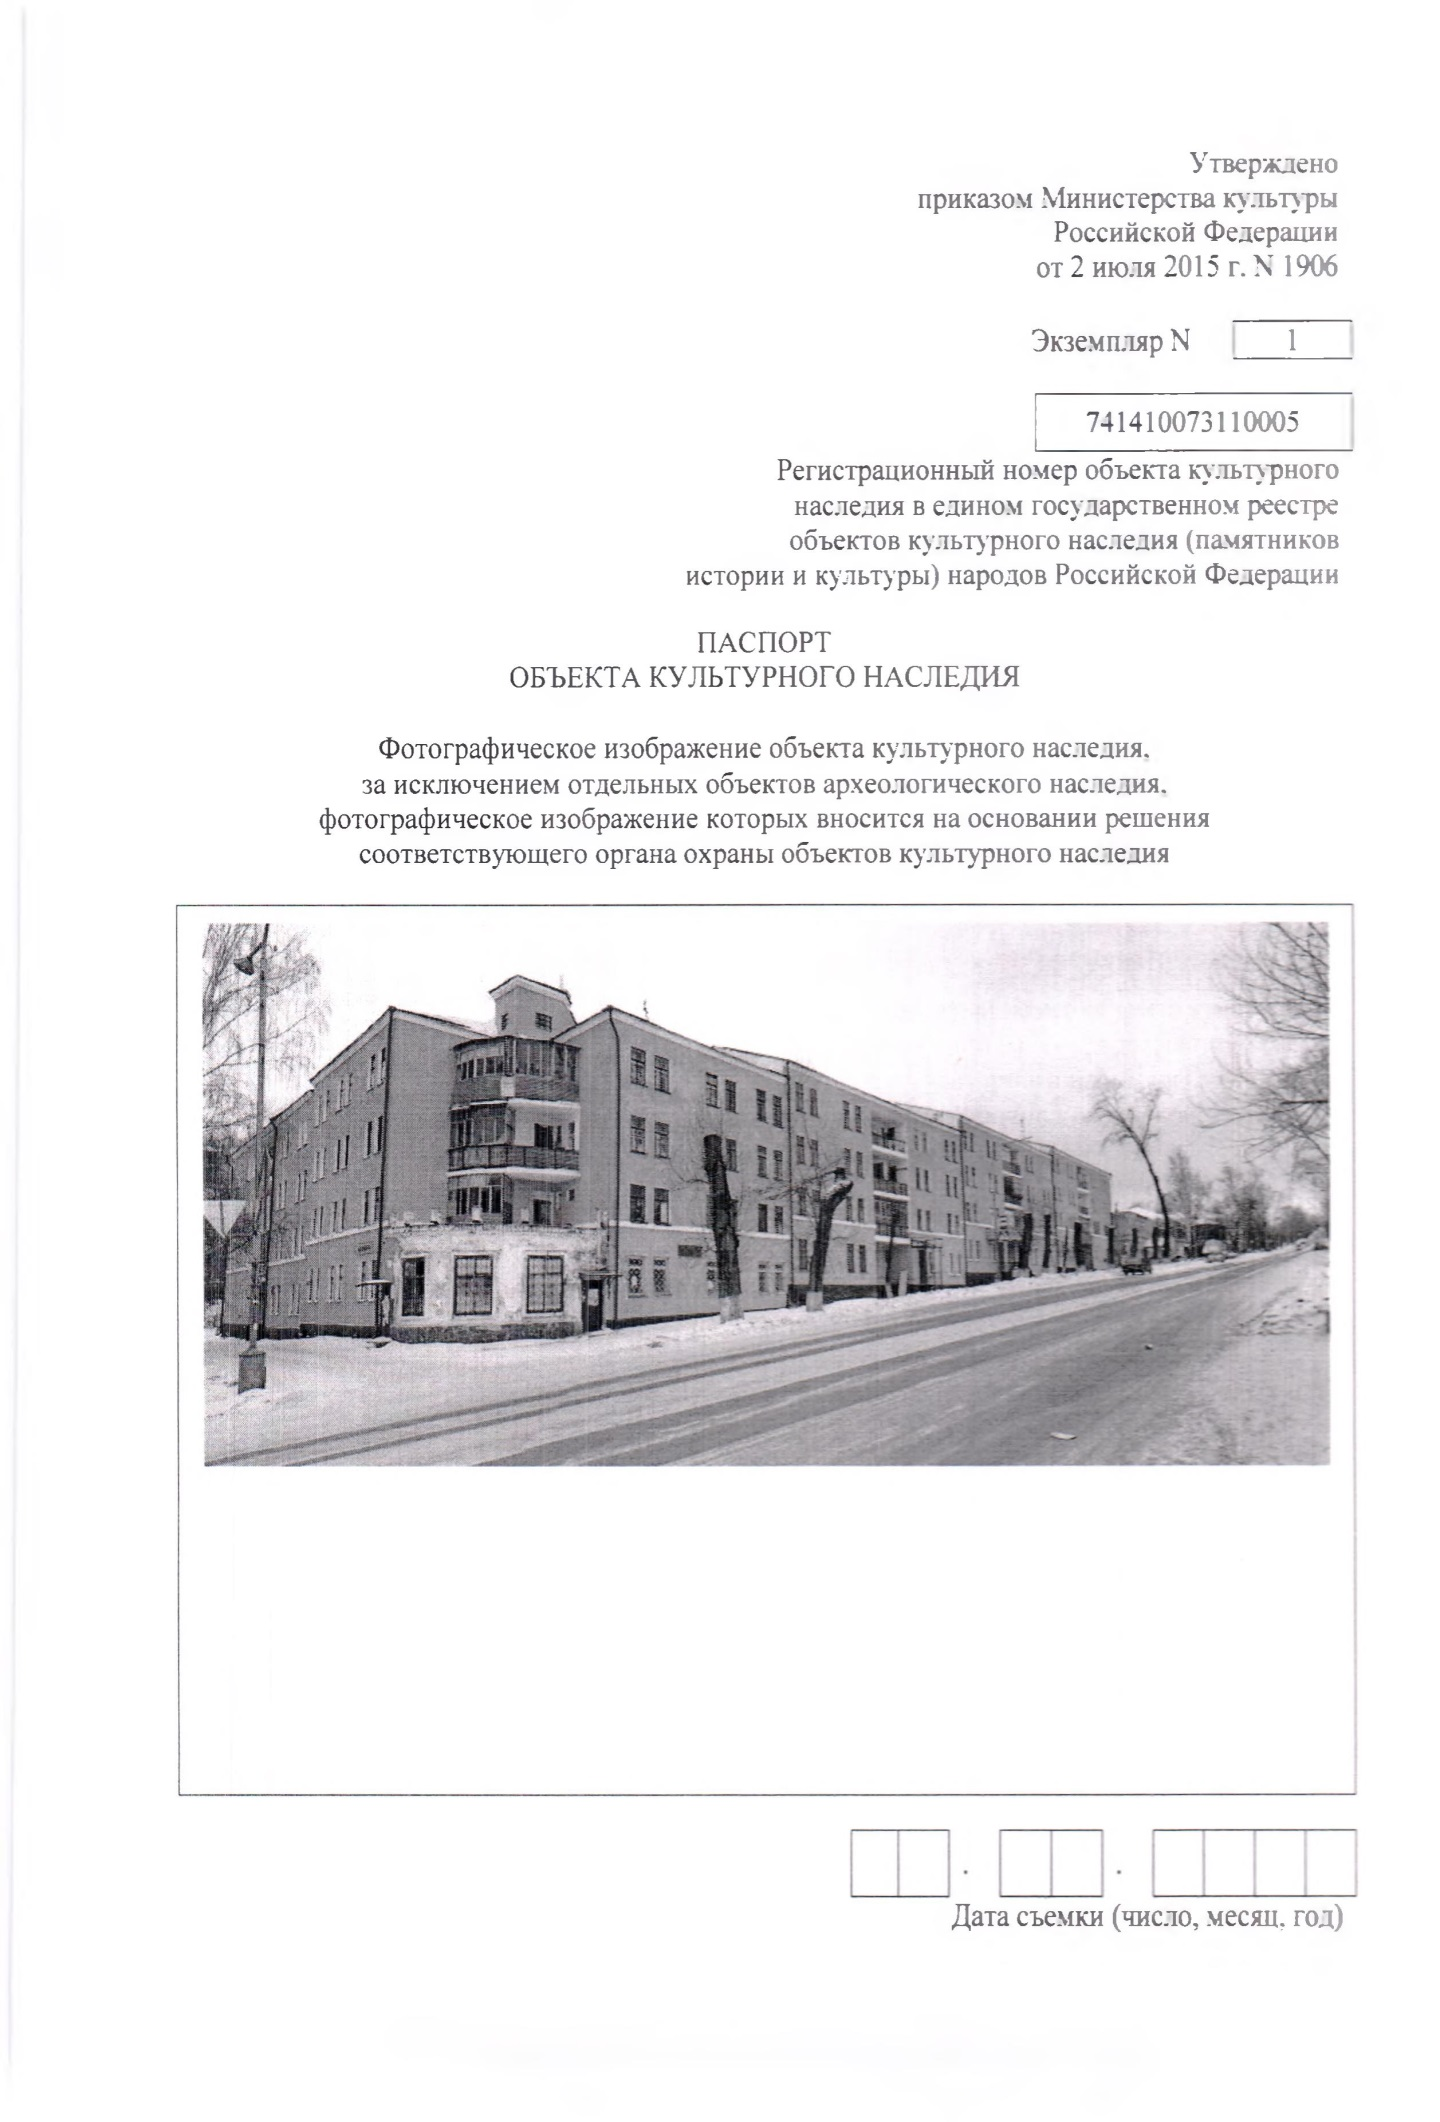 Утверждено
приказом Министерства культуры
Российской Федерации
от 2 июля 2015 г. N 1906
Экземпляр N 1
741410073110005
Регистрационный номер объекта культурного
наследия в едином государственном реестре
объектов культурного наследия (памятников
истории и культуры) народов Российской Федерации
ПАСПОРТ
ОБЪЕКТА КУЛЬТУРНОГО НАСЛЕДИЯ
Фотографическое изображение объекта культурного наследия,
за исключением отдельных объектов археологического наследия,
фотографическое изображение которых вносится на основании решения
соответствующего органа охраны объектов культурного наследия
Дата съемки (число, месяц, год)